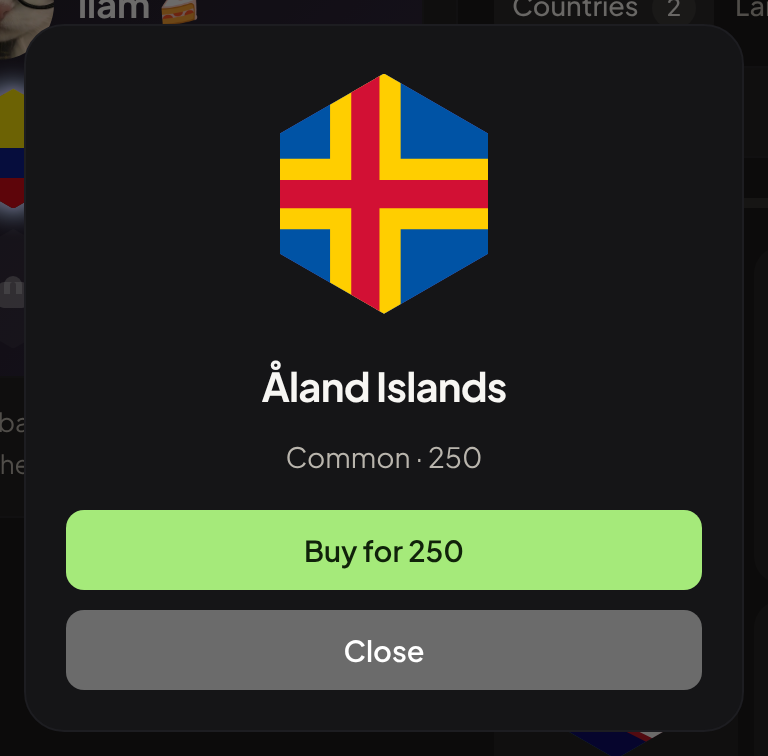 liam 🍰
Countries 2
Åland Islands
Common · 250
Buy for 250
Close